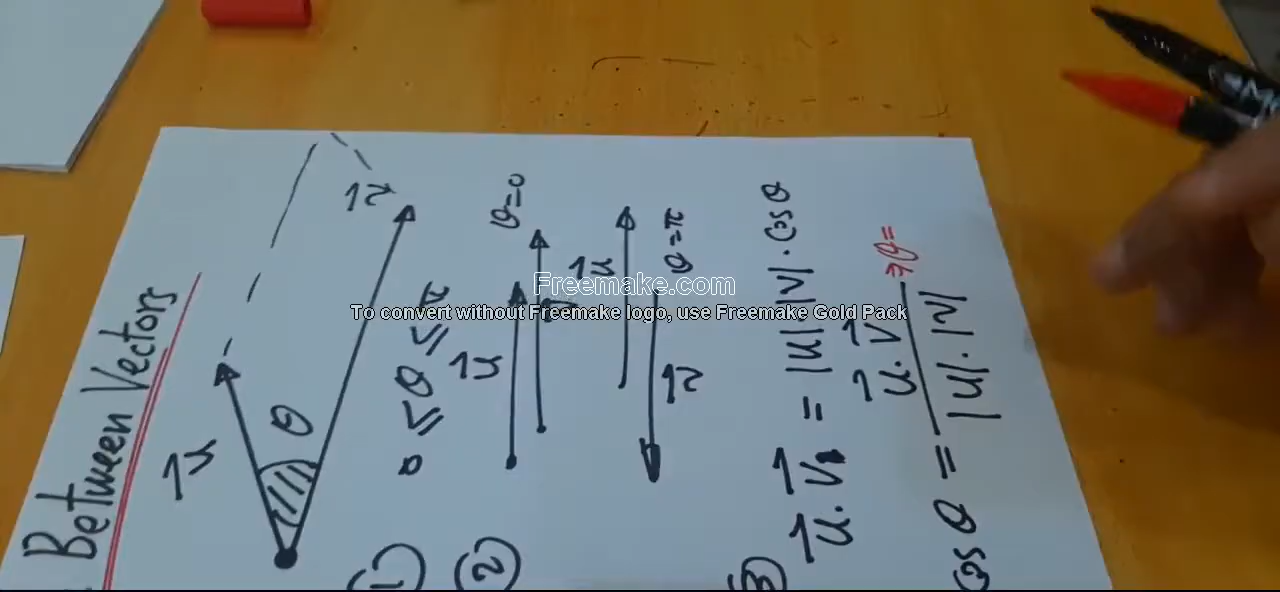 Between Vectors
u⃗
θ
v⃗
(1) 0 ≤ θ ≤ π
(2) u⃗ v⃗ θ=0
u⃗
v⃗ θ=π
(3) u⃗ . v⃗ = |u| |v| . Cos θ
Cos θ = u⃗ . v⃗ / |u| . |v| ⇒ θ=
Freemake.com
To convert without Freemake logo, use Freemake Gold Pack